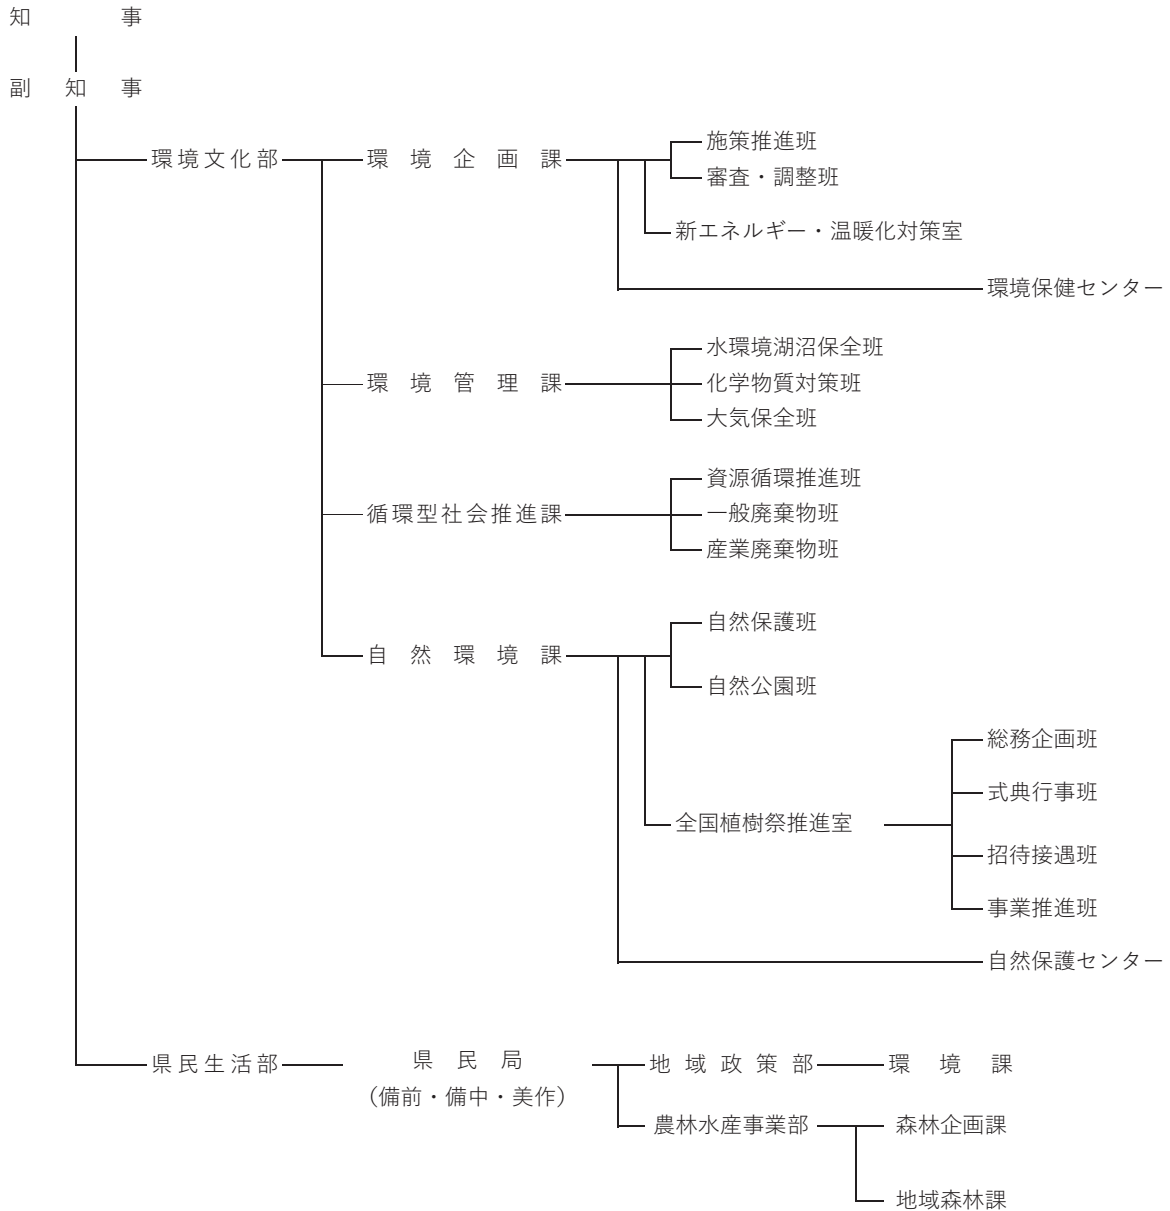 知事
副知事
環境文化部
環境企画課
施策推進班
審査・調整班
新エネルギー・温暖化対策室
環境保健センター
環境管理課
水環境湖沼保全班
化学物質対策班
大気保全班
循環型社会推進課
資源循環推進班
一般廃棄物班
産業廃棄物班
自然環境課
自然保護班
自然公園班
全国植樹祭推進室
総務企画班
式典行事班
招待接遇班
事業推進班
自然保護センター
県民生活部
県民局
（備前・備中・美作）
地域政策部
環境課
農林水産事業部
森林企画課
地域森林課